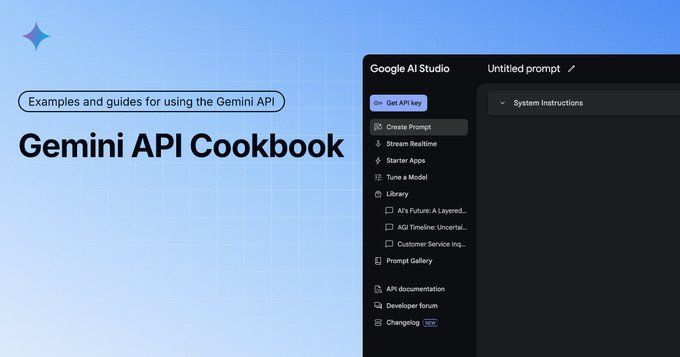 Examples and guides for using the Gemini API
Gemini API Cookbook
Google AI Studio
Get API key
Create Prompt
Stream Realtime
Starter Apps
Tune a Model
Library
AI's Future: A Layered...
AGI Timeline: Uncertai...
Customer Service Inq...
Prompt Gallery
API documentation
Developer forum
Changelog NEW
Untitled prompt
System Instructions